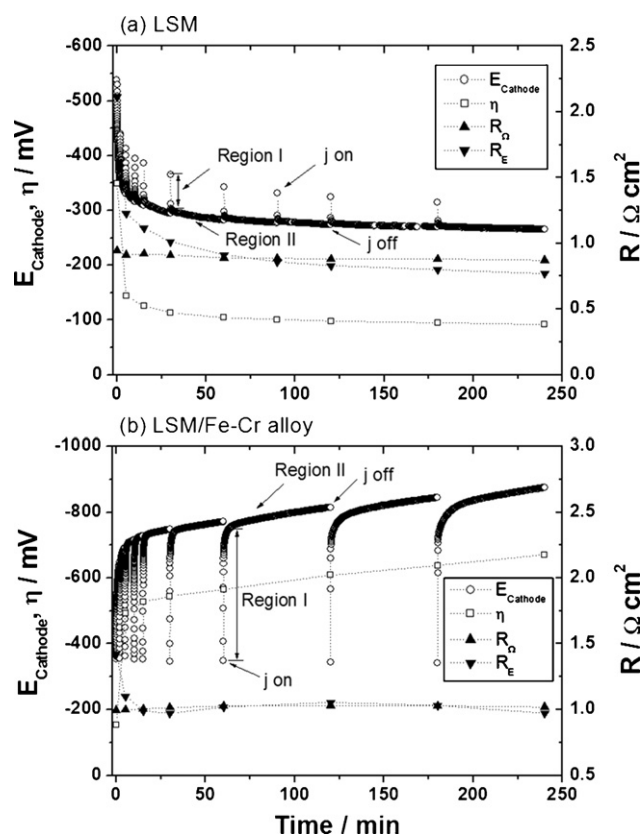 (a) LSM
-600
-500
-400
-300
-200
-100
0
E_Cathode, η / mV
2.5
2.0
1.5
1.0
0.5
0.0
R / Ω cm²
E_Cathode
η
R_Ω
R_E
Region I
j on
Region II
j off
0 50 100 150 200 250
(b) LSM/Fe-Cr alloy
-1000
-800
-600
-400
-200
0
E_Cathode, η / mV
3.0
2.5
2.0
1.5
1.0
0.5
0.0
R / Ω cm²
Region II
j off
Region I
j on
E_Cathode
η
R_Ω
R_E
0 50 100 150 200 250
Time / min